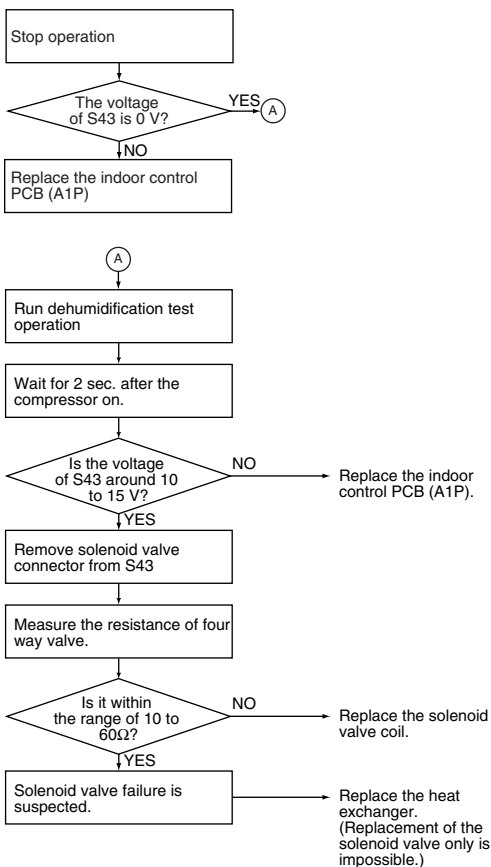 Stop operation
The voltage
of S43 is 0 V?
YES
A
NO
Replace the indoor control
PCB (A1P)
A
Run dehumidification test
operation
Wait for 2 sec. after the
compressor on.
Is the voltage
of S43 around 10
to 15 V?
NO
Replace the indoor
control PCB (A1P).
YES
Remove solenoid valve
connector from S43
Measure the resistance of four
way valve.
Is it within
the range of 10 to
60Ω?
NO
Replace the solenoid
valve coil.
YES
Solenoid valve failure is
suspected.
Replace the heat
exchanger.
(Replacement of the
solenoid valve only is
impossible.)